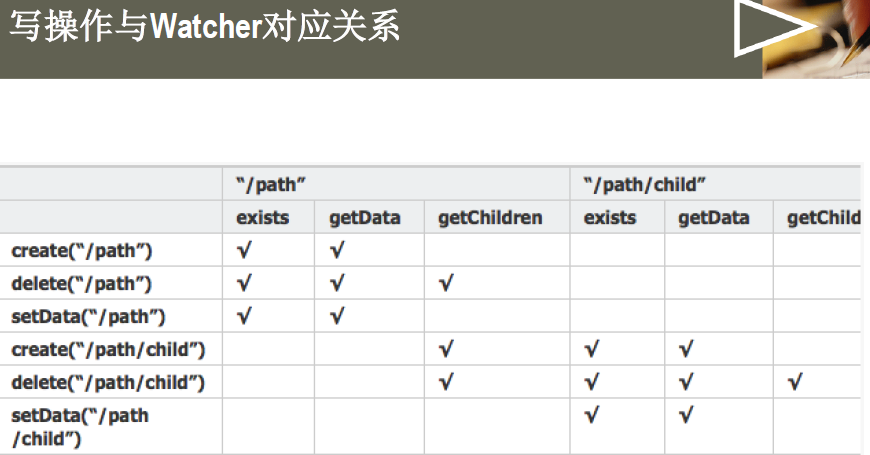 写操作与Watcher对应关系
“/path” “/path/child”
exists getData getChildren exists getData getChild
create(“/path”) √ √
delete(“/path”) √ √ √
setData(“/path”) √ √
create(“/path/child”) √ √ √
delete(“/path/child”) √ √ √ √
setData(“/path √ √
/child”)